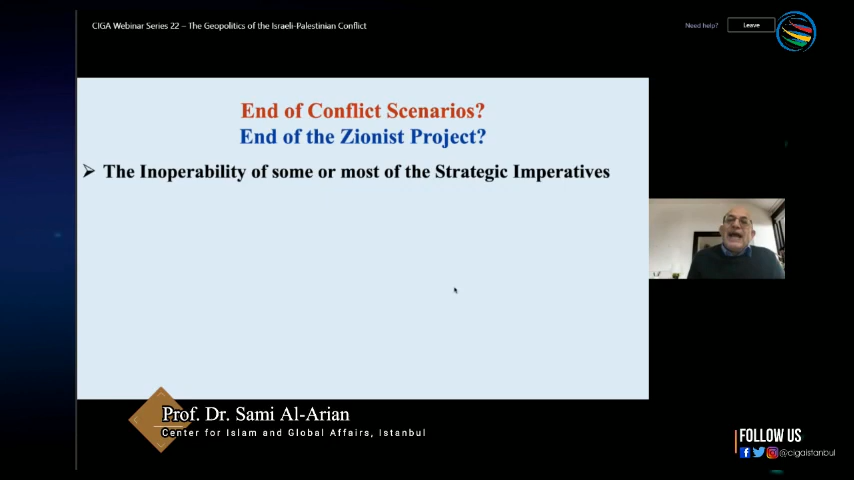 CIGA Webinar Series 22 – The Geopolitics of the Israeli-Palestinian Conflict
Need help?
Leave
End of Conflict Scenarios?
End of the Zionist Project?
➢ The Inoperability of some or most of the Strategic Imperatives
Prof. Dr. Sami Al-Arian
Center for Islam and Global Affairs, Istanbul
FOLLOW US
@cigaistanbul